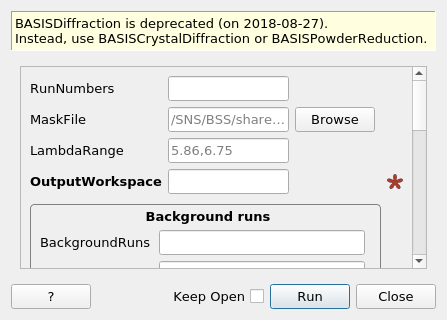 BASISDiffraction is deprecated (on 2018-08-27).
Instead, use BASISCrystalDiffraction or BASISPowderReduction.
RunNumbers
MaskFile /SNS/BSS/share... Browse
LambdaRange 5.86,6.75
OutputWorkspace *
Background runs
BackgroundRuns
? Keep Open Run Close